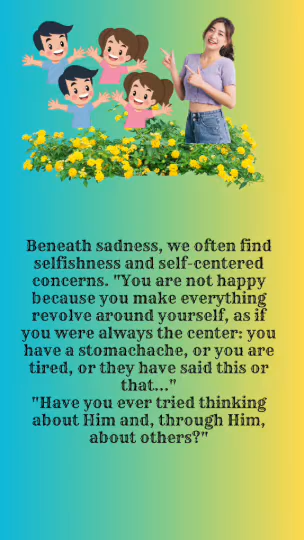 Beneath sadness, we often find
selfishness and self-centered
concerns. "You are not happy
because you make everything
revolve around yourself, as if
you were always the center: you
have a stomachache, or you are
tired, or they have said this or
that..."
"Have you ever tried thinking
about Him and, through Him,
about others?"